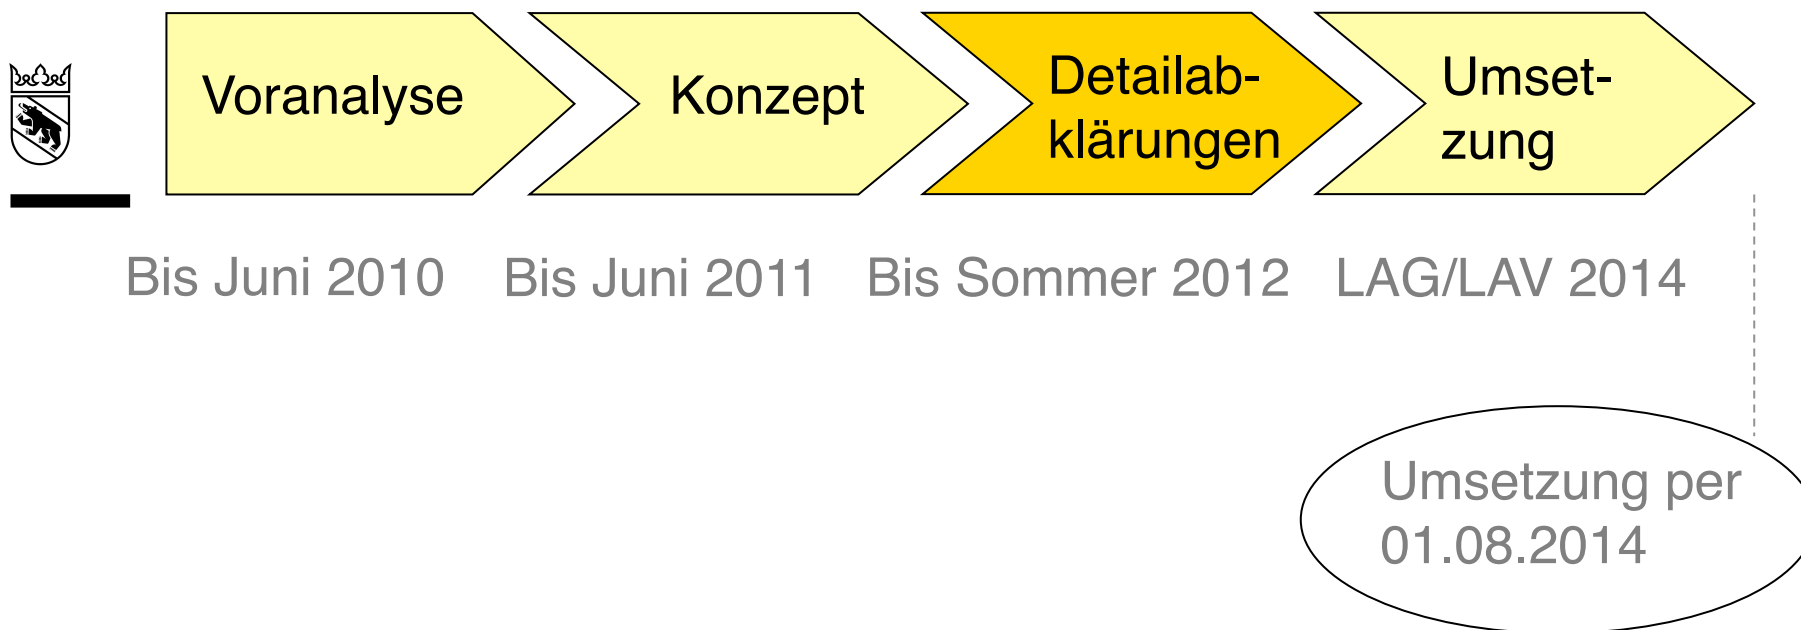 Voranalyse
Konzept
Detailab-
klärungen
Umset-
zung
Bis Juni 2010
Bis Juni 2011
Bis Sommer 2012
LAG/LAV 2014
Umsetzung per
01.08.2014